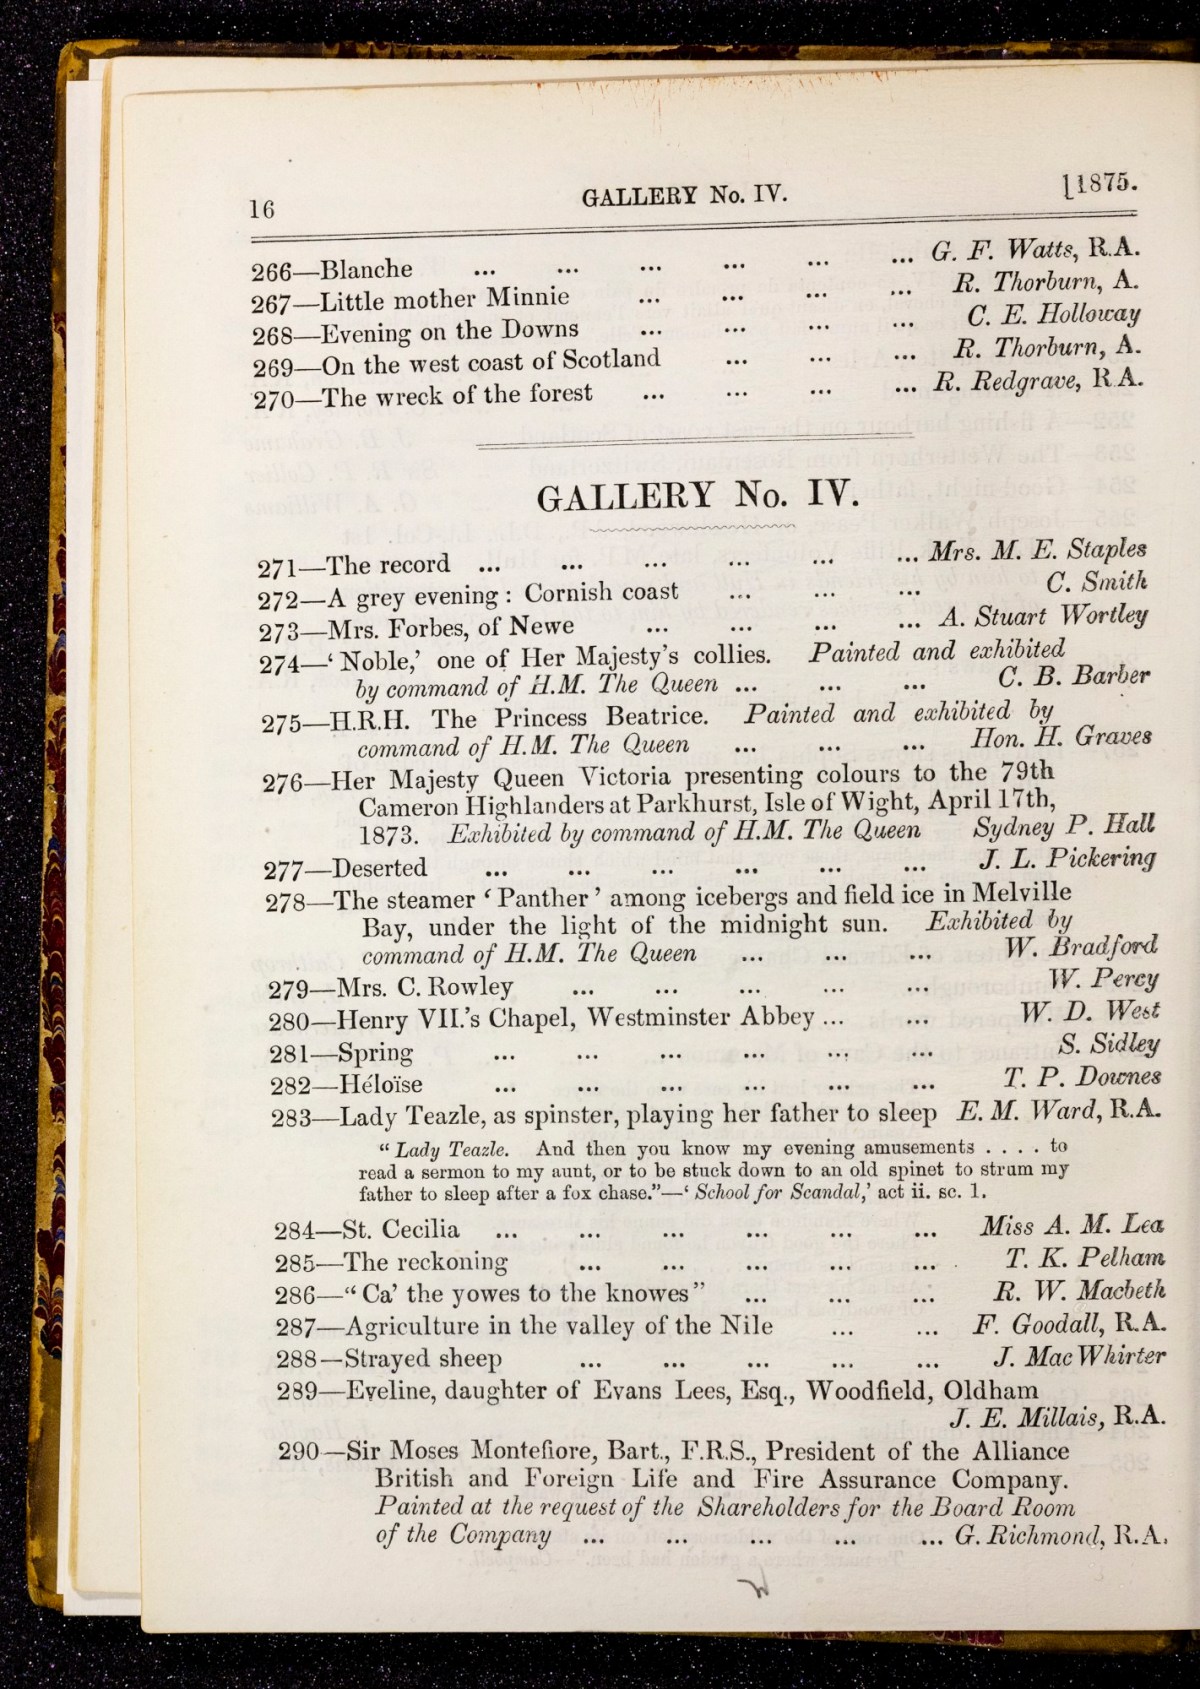 16 GALLERY No. IV. [1875.
266—Blanche ... ... ... ... ... ... G. F. Watts, R.A.
267—Little mother Minnie ... ... ... ... R. Thorburn, A.
268—Evening on the Downs ... ... ... ... C. E. Holloway
269—On the west coast of Scotland ... ... ... R. Thorburn, A.
270—The wreck of the forest ... ... ... ... R. Redgrave, R.A.
GALLERY No. IV.
271—The record ... ... ... ... ... ... Mrs. M. E. Staples
272—A grey evening: Cornish coast ... ... ... C. Smith
273—Mrs. Forbes, of Newe ... ... ... ... A. Stuart Wortley
274—‘Noble,’ one of Her Majesty’s collies. Painted and exhibited
by command of H.M. The Queen ... ... ... C. B. Barber
275—H.R.H. The Princess Beatrice. Painted and exhibited by
command of H.M. The Queen ... ... ... Hon. H. Graves
276—Her Majesty Queen Victoria presenting colours to the 79th
Cameron Highlanders at Parkhurst, Isle of Wight, April 17th,
1873. Exhibited by command of H.M. The Queen Sydney P. Hall
277—Deserted ... ... ... ... ... ... J. L. Pickering
278—The steamer ‘Panther’ among icebergs and field ice in Melville
Bay, under the light of the midnight sun. Exhibited by
command of H.M. The Queen ... ... ... W. Bradford
279—Mrs. C. Rowley ... ... ... ... ... W. Percy
280—Henry VII.’s Chapel, Westminster Abbey ... ... W. D. West
281—Spring ... ... ... ... ... ... S. Sidley
282—Héloïse ... ... ... ... ... ... T. P. Downes
283—Lady Teazle, as spinster, playing her father to sleep E. M. Ward, R.A.
“Lady Teazle. And then you know my evening amusements . . . . to
read a sermon to my aunt, or to be stuck down to an old spinet to strum my
father to sleep after a fox chase.”—‘School for Scandal,’ act ii. sc. 1.
284—St. Cecilia ... ... ... ... ... ... Miss A. M. Lea
285—The reckoning ... ... ... ... ... T. K. Pelham
286—“Ca’ the yowes to the knowes” ... ... ... R. W. Macbeth
287—Agriculture in the valley of the Nile ... ... F. Goodall, R.A.
288—Strayed sheep ... ... ... ... ... J. MacWhirter
289—Eveline, daughter of Evans Lees, Esq., Woodfield, Oldham
J. E. Millais, R.A.
290—Sir Moses Montefiore, Bart., F.R.S., President of the Alliance
British and Foreign Life and Fire Assurance Company.
Painted at the request of the Shareholders for the Board Room
of the Company ... ... ... ... ... G. Richmond, R.A.